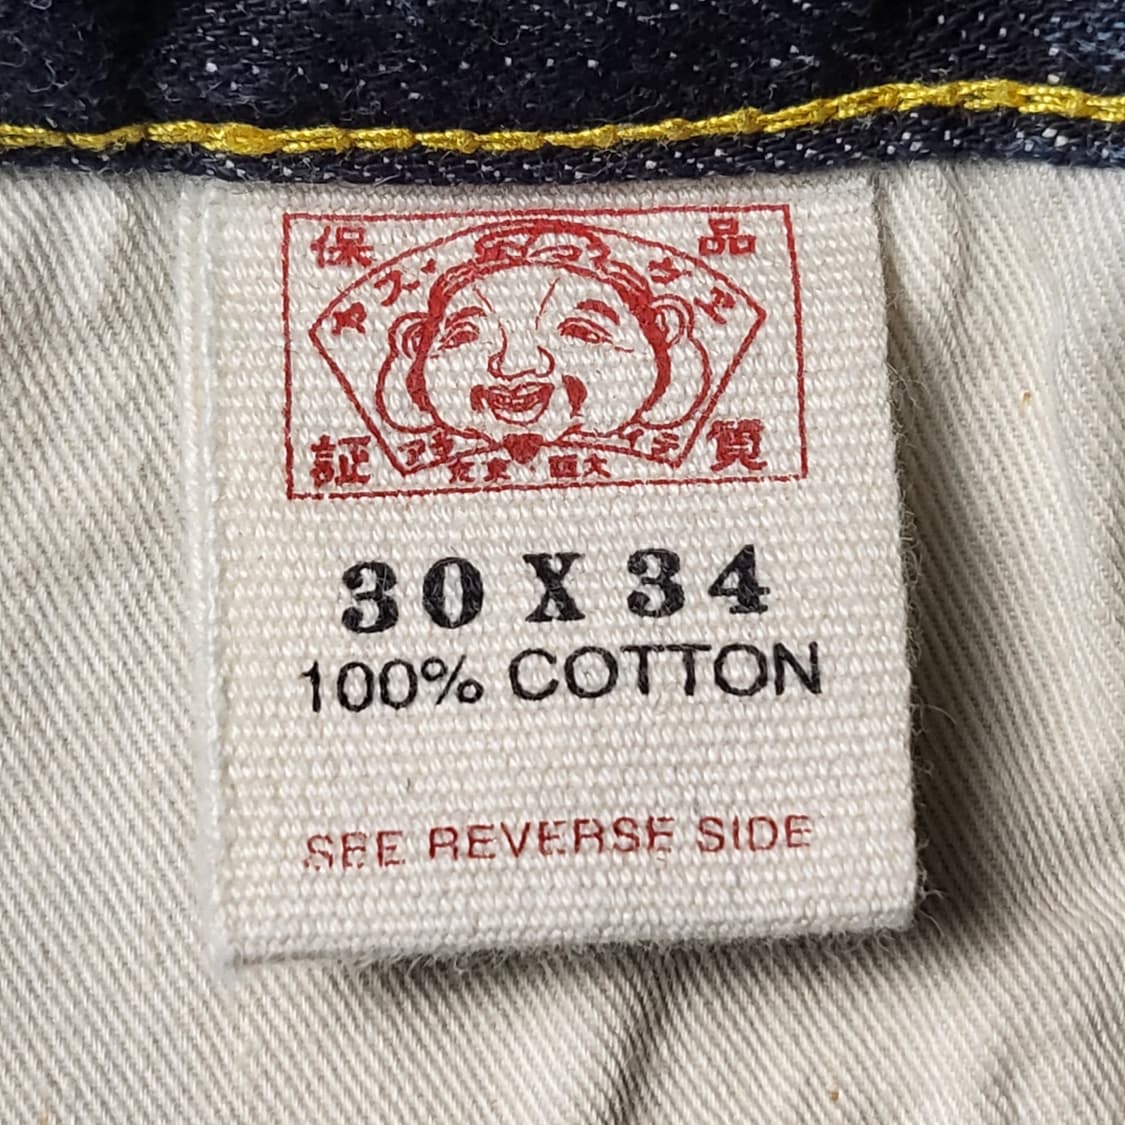 保 品
証 質
30 X 34
100% COTTON
SEE REVERSE SIDE